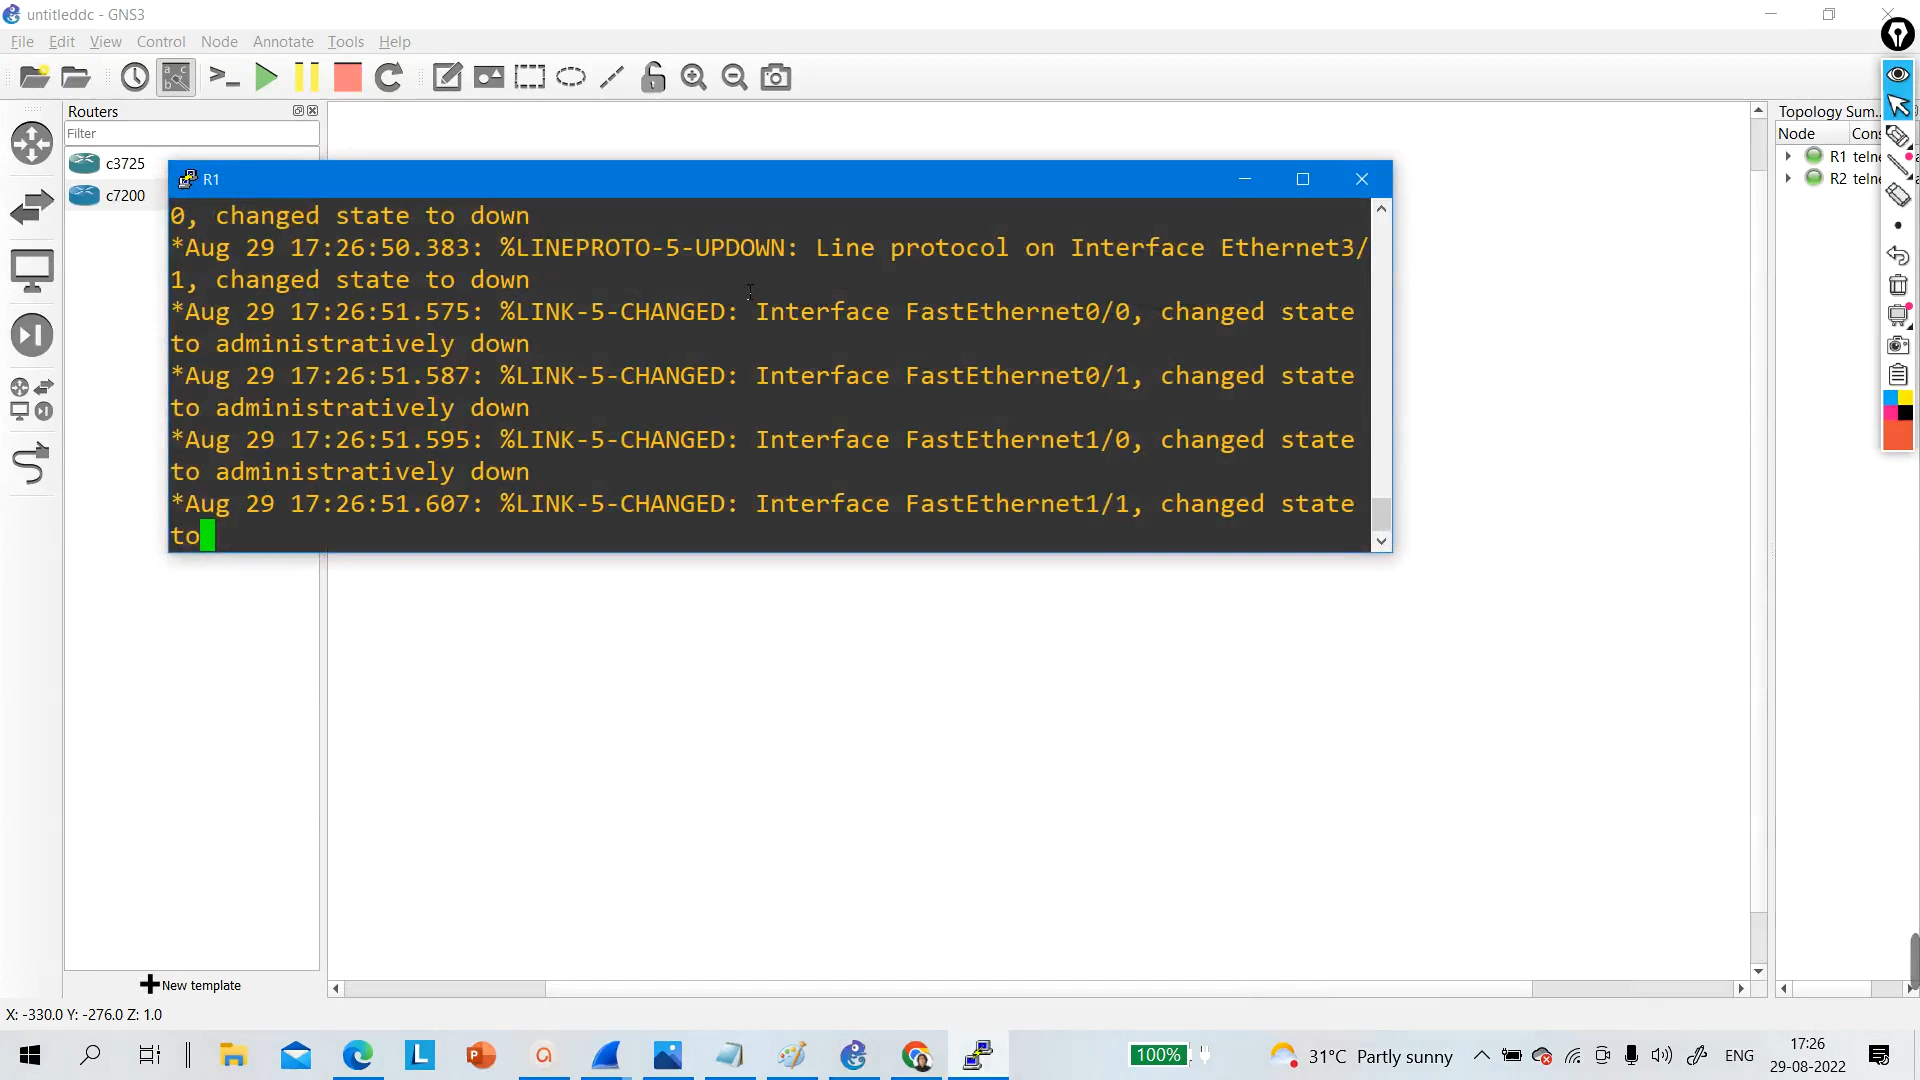 untitleddc - GNS3
File Edit View Control Node Annotate Tools Help
Routers
Filter
c3725
c7200
New template
R1
0, changed state to down
*Aug 29 17:26:50.383: %LINEPROTO-5-UPDOWN: Line protocol on Interface Ethernet3/
1, changed state to down
*Aug 29 17:26:51.575: %LINK-5-CHANGED: Interface FastEthernet0/0, changed state
to administratively down
*Aug 29 17:26:51.587: %LINK-5-CHANGED: Interface FastEthernet0/1, changed state
to administratively down
*Aug 29 17:26:51.595: %LINK-5-CHANGED: Interface FastEthernet1/0, changed state
to administratively down
*Aug 29 17:26:51.607: %LINK-5-CHANGED: Interface FastEthernet1/1, changed state
to
Topology Sum...
Node Cons
R1 telne
R2 telne
X: -330.0 Y: -276.0 Z: 1.0
100%
31°C Partly sunny
ENG
17:26
29-08-2022